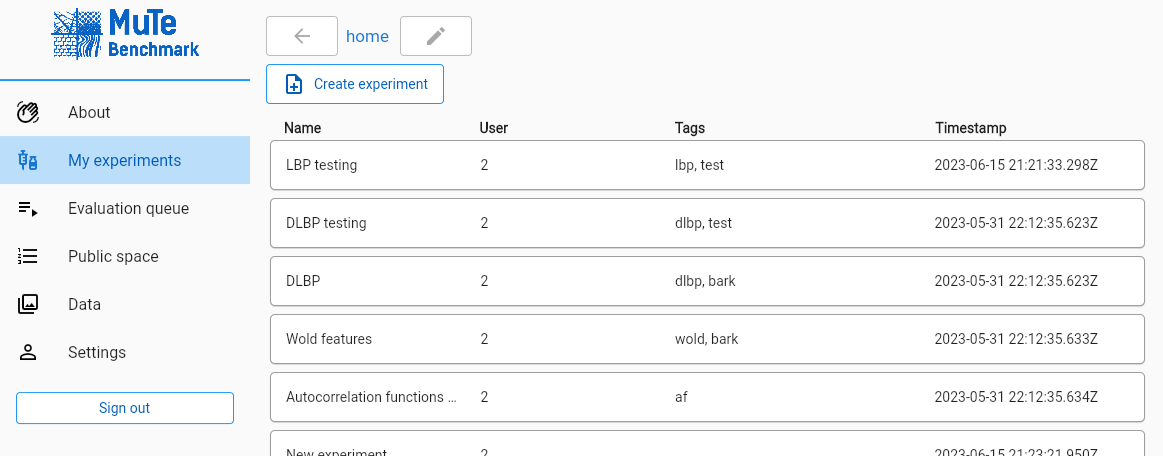 MuTe
Benchmark
About
My experiments
Evaluation queue
Public space
Data
Settings
Sign out
home
Create experiment
Name User Tags Timestamp
LBP testing 2 lbp, test 2023-06-15 21:21:33.298Z
DLBP testing 2 dlbp, test 2023-05-31 22:12:35.623Z
DLBP 2 dlbp, bark 2023-05-31 22:12:35.623Z
Wold features 2 wold, bark 2023-05-31 22:12:35.633Z
Autocorrelation functions ... 2 af 2023-05-31 22:12:35.634Z
New experiment 2 2023-06-15 21:23:21.950Z